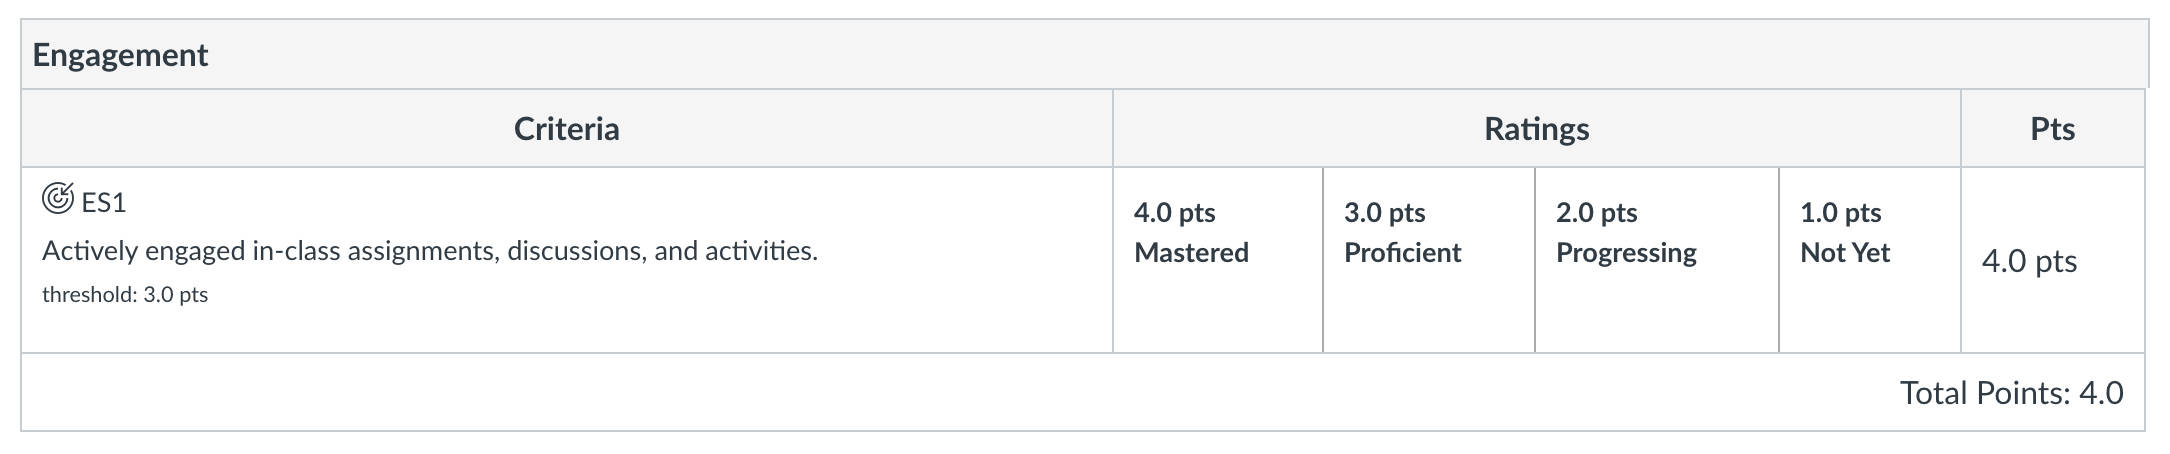 Engagement
Criteria
Ratings
Pts
ES1
Actively engaged in-class assignments, discussions, and activities.
threshold: 3.0 pts
4.0 pts
Mastered
3.0 pts
Proficient
2.0 pts
Progressing
1.0 pts
Not Yet
4.0 pts
Total Points: 4.0